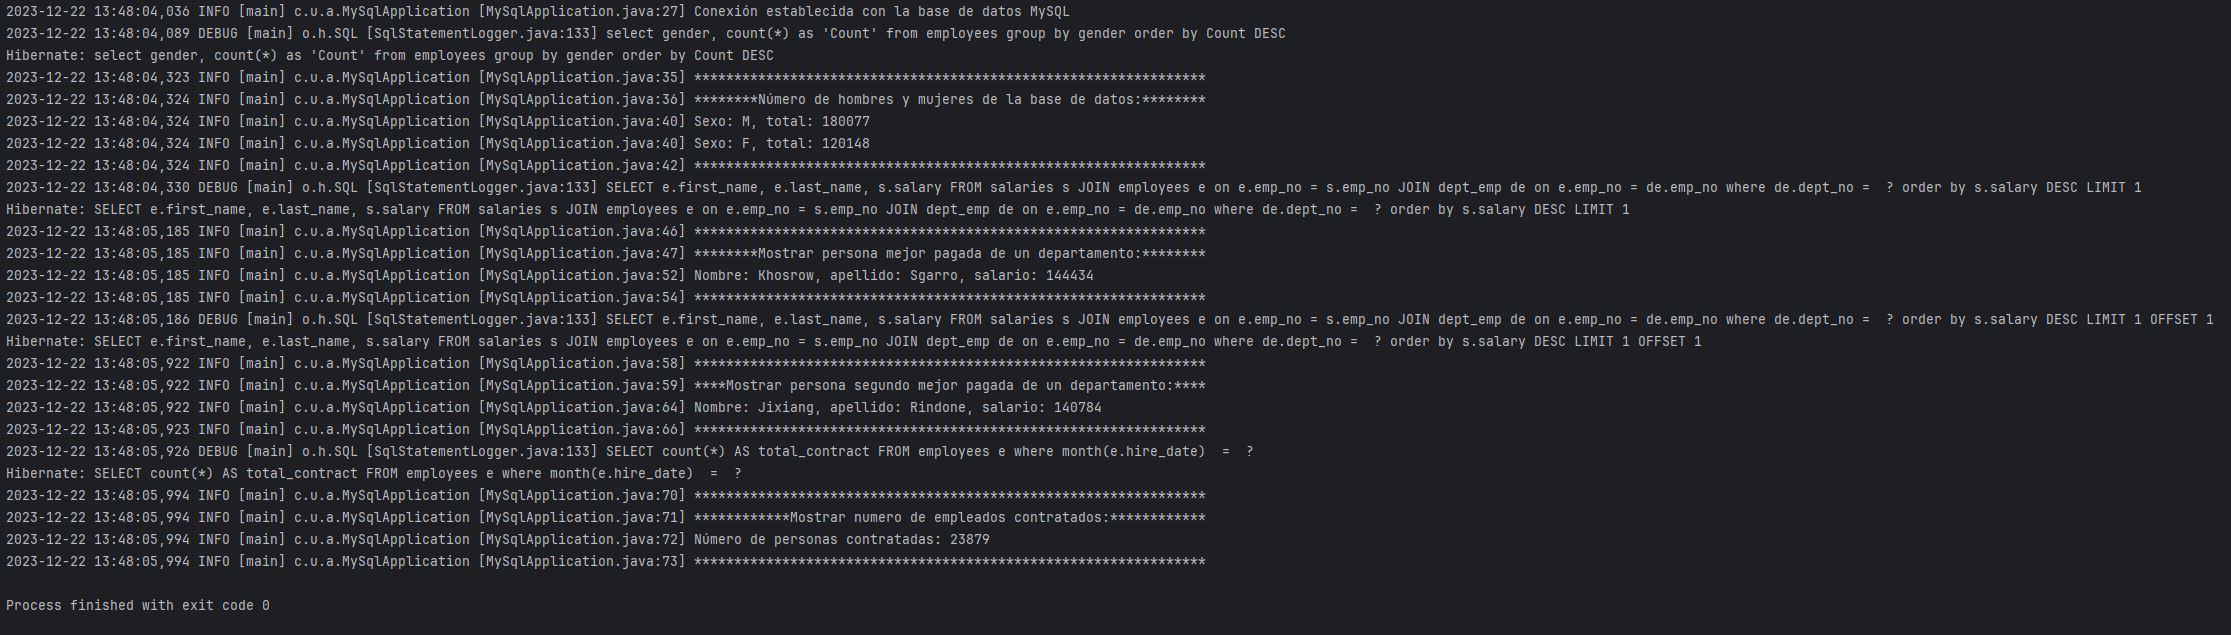 2023-12-22 13:48:04,036 INFO [main] c.u.a.MySqlApplication [MySqlApplication.java:27] Conexión establecida con la base de datos MySQL
2023-12-22 13:48:04,089 DEBUG [main] o.h.SQL [SqlStatementLogger.java:133] select gender, count(*) as 'Count' from employees group by gender order by Count DESC
Hibernate: select gender, count(*) as 'Count' from employees group by gender order by Count DESC
2023-12-22 13:48:04,323 INFO [main] c.u.a.MySqlApplication [MySqlApplication.java:35] ****************************************************************
2023-12-22 13:48:04,324 INFO [main] c.u.a.MySqlApplication [MySqlApplication.java:36] ********Número de hombres y mujeres de la base de datos:********
2023-12-22 13:48:04,324 INFO [main] c.u.a.MySqlApplication [MySqlApplication.java:40] Sexo: M, total: 180077
2023-12-22 13:48:04,324 INFO [main] c.u.a.MySqlApplication [MySqlApplication.java:40] Sexo: F, total: 120148
2023-12-22 13:48:04,324 INFO [main] c.u.a.MySqlApplication [MySqlApplication.java:42] ****************************************************************
2023-12-22 13:48:04,330 DEBUG [main] o.h.SQL [SqlStatementLogger.java:133] SELECT e.first_name, e.last_name, s.salary FROM salaries s JOIN employees e on e.emp_no = s.emp_no JOIN dept_emp de on e.emp_no = de.emp_no where de.dept_no =  ? order by s.salary DESC LIMIT 1
Hibernate: SELECT e.first_name, e.last_name, s.salary FROM salaries s JOIN employees e on e.emp_no = s.emp_no JOIN dept_emp de on e.emp_no = de.emp_no where de.dept_no =  ? order by s.salary DESC LIMIT 1
2023-12-22 13:48:05,185 INFO [main] c.u.a.MySqlApplication [MySqlApplication.java:46] ****************************************************************
2023-12-22 13:48:05,185 INFO [main] c.u.a.MySqlApplication [MySqlApplication.java:47] ********Mostrar persona mejor pagada de un departamento:********
2023-12-22 13:48:05,185 INFO [main] c.u.a.MySqlApplication [MySqlApplication.java:52] Nombre: Khosrow, apellido: Sgarro, salario: 144434
2023-12-22 13:48:05,185 INFO [main] c.u.a.MySqlApplication [MySqlApplication.java:54] ****************************************************************
2023-12-22 13:48:05,186 DEBUG [main] o.h.SQL [SqlStatementLogger.java:133] SELECT e.first_name, e.last_name, s.salary FROM salaries s JOIN employees e on e.emp_no = s.emp_no JOIN dept_emp de on e.emp_no = de.emp_no where de.dept_no =  ? order by s.salary DESC LIMIT 1 OFFSET 1
Hibernate: SELECT e.first_name, e.last_name, s.salary FROM salaries s JOIN employees e on e.emp_no = s.emp_no JOIN dept_emp de on e.emp_no = de.emp_no where de.dept_no =  ? order by s.salary DESC LIMIT 1 OFFSET 1
2023-12-22 13:48:05,922 INFO [main] c.u.a.MySqlApplication [MySqlApplication.java:58] ****************************************************************
2023-12-22 13:48:05,922 INFO [main] c.u.a.MySqlApplication [MySqlApplication.java:59] ****Mostrar persona segundo mejor pagada de un departamento:****
2023-12-22 13:48:05,922 INFO [main] c.u.a.MySqlApplication [MySqlApplication.java:64] Nombre: Jixiang, apellido: Rindone, salario: 140784
2023-12-22 13:48:05,923 INFO [main] c.u.a.MySqlApplication [MySqlApplication.java:66] ****************************************************************
2023-12-22 13:48:05,926 DEBUG [main] o.h.SQL [SqlStatementLogger.java:133] SELECT count(*) AS total_contract FROM employees e where month(e.hire_date)  =  ?
Hibernate: SELECT count(*) AS total_contract FROM employees e where month(e.hire_date)  =  ?
2023-12-22 13:48:05,994 INFO [main] c.u.a.MySqlApplication [MySqlApplication.java:70] ****************************************************************
2023-12-22 13:48:05,994 INFO [main] c.u.a.MySqlApplication [MySqlApplication.java:71] ************Mostrar numero de empleados contratados:************
2023-12-22 13:48:05,994 INFO [main] c.u.a.MySqlApplication [MySqlApplication.java:72] Número de personas contratadas: 23879
2023-12-22 13:48:05,994 INFO [main] c.u.a.MySqlApplication [MySqlApplication.java:73] ****************************************************************
Process finished with exit code 0